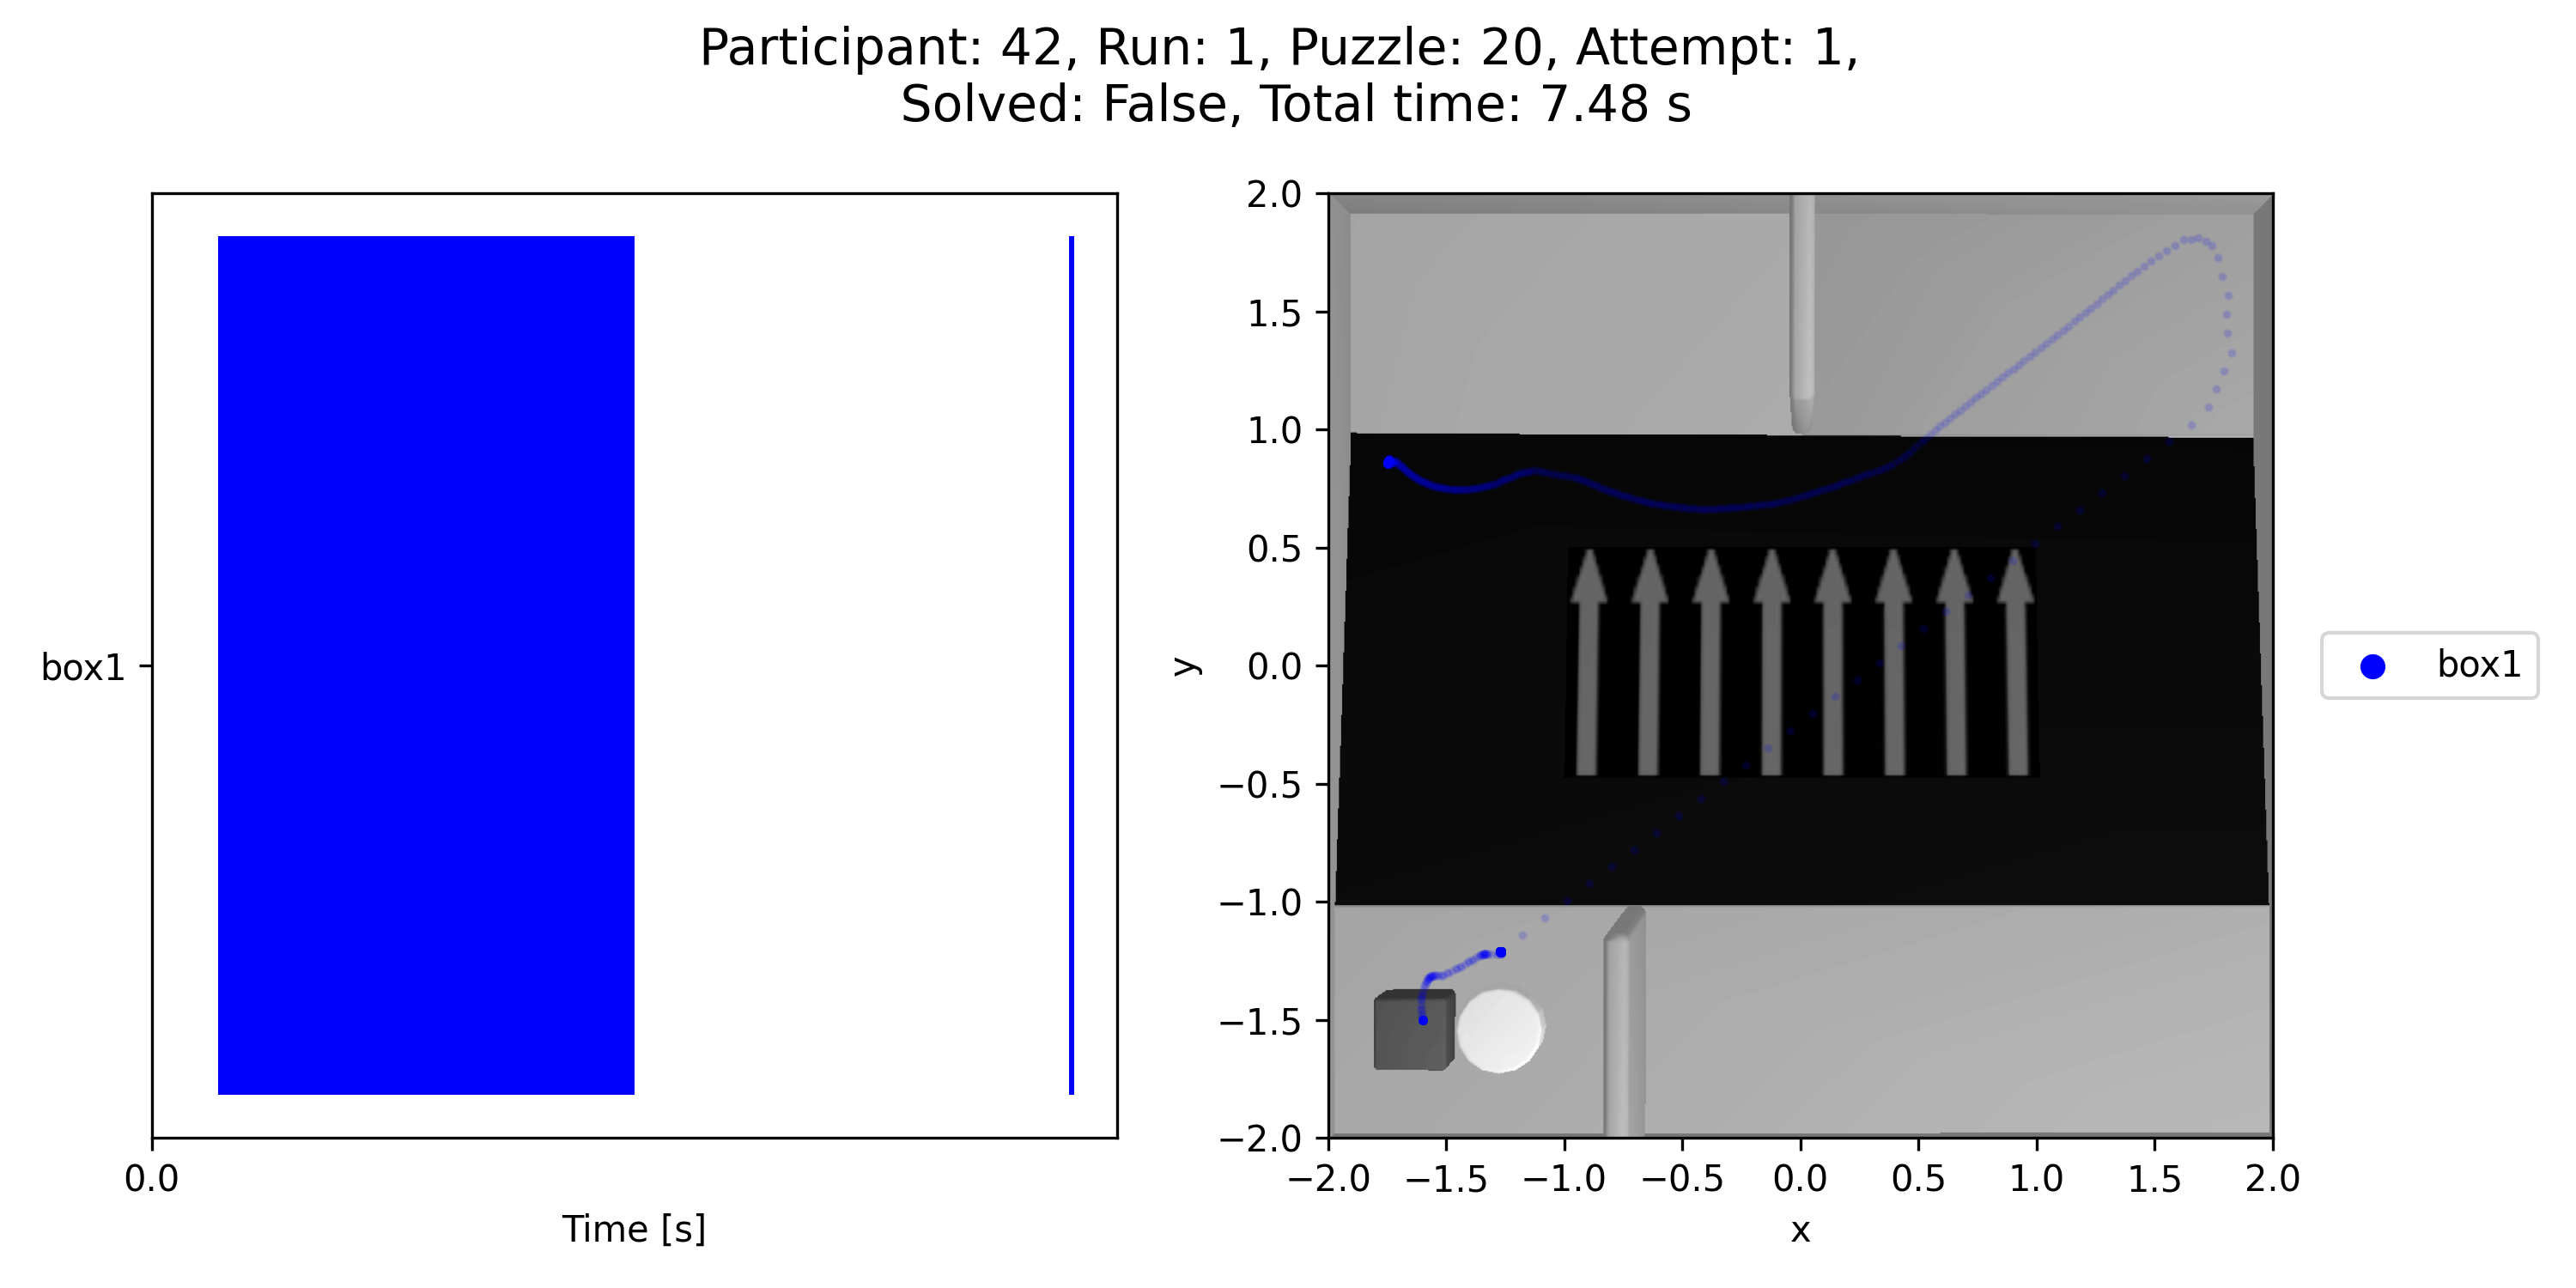 Participant: 42, Run: 1, Puzzle: 20, Attempt: 1,
Solved: False, Total time: 7.48 s
box1
0.0
Time [s]
2.0
1.5
1.0
0.5
0.0
−0.5
−1.0
−1.5
−2.0
y
−2.0 −1.5 −1.0 −0.5 0.0 0.5 1.0 1.5 2.0
x
box1